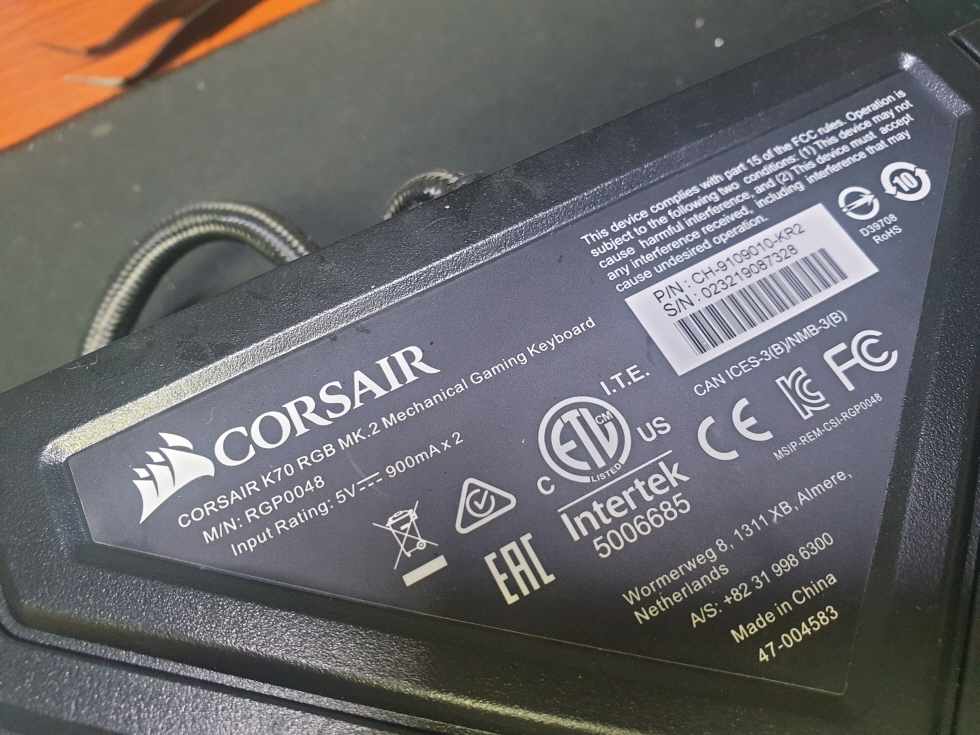 This device complies with part 15 of the FCC rules. Operation is
subject to the following two conditions: (1) This device may not
cause harmful interference, and (2) This device must accept
any interference received, including interference that may
cause undesired operation.
10
D39708
RoHS
P/N : CH-9109010-KR2
S/N : 023219087328
CORSAIR
CORSAIR K70 RGB MK.2 Mechanical Gaming Keyboard
M/N: RGP0048
Input Rating: 5V⎓ 900mA x 2
I.T.E.
ETL CM
LISTED
C US
Intertek
5006685
CAN ICES-3(B)/NMB-3(B)
CE
FC
MSIP-REM-CSI-RGP0048
EAC
Wormerweg 8, 1311 XB, Almere,
Netherlands
A/S: +82 31 998 6300
Made in China
47-004583